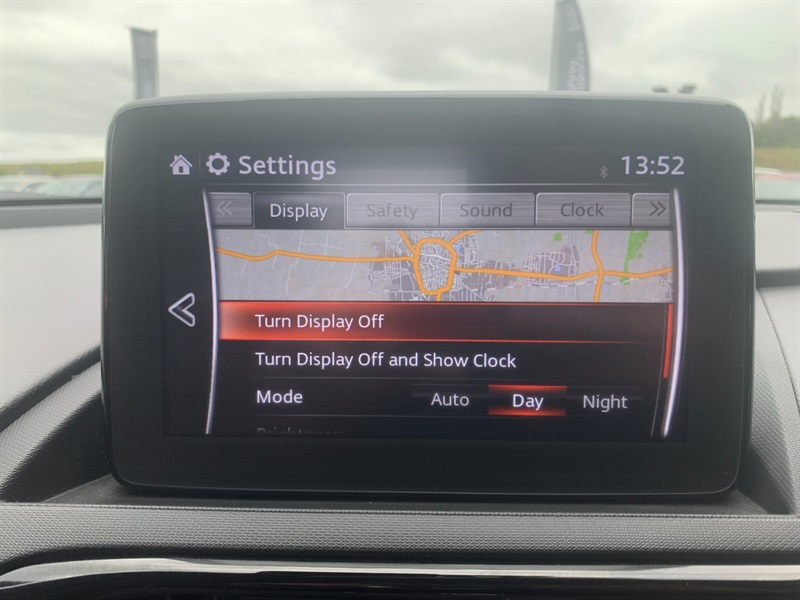 Settings 13:52
Display Safety Sound Clock
Turn Display Off
Turn Display Off and Show Clock
Mode Auto Day Night
Brightness